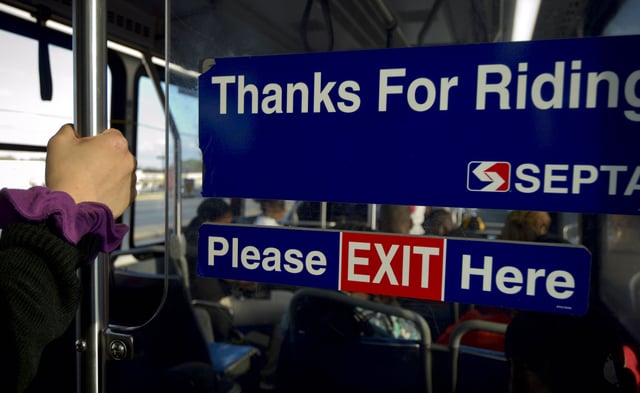 Thanks For Riding
SEPTA
Please EXIT Here